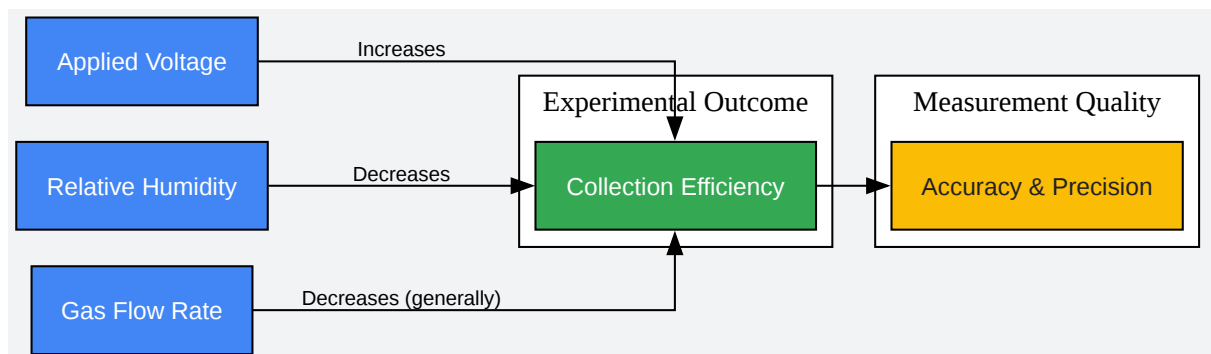 Applied Voltage
Increases
Experimental Outcome
Measurement Quality
Relative Humidity
Decreases
Collection Efficiency
Accuracy & Precision
Gas Flow Rate
Decreases (generally)